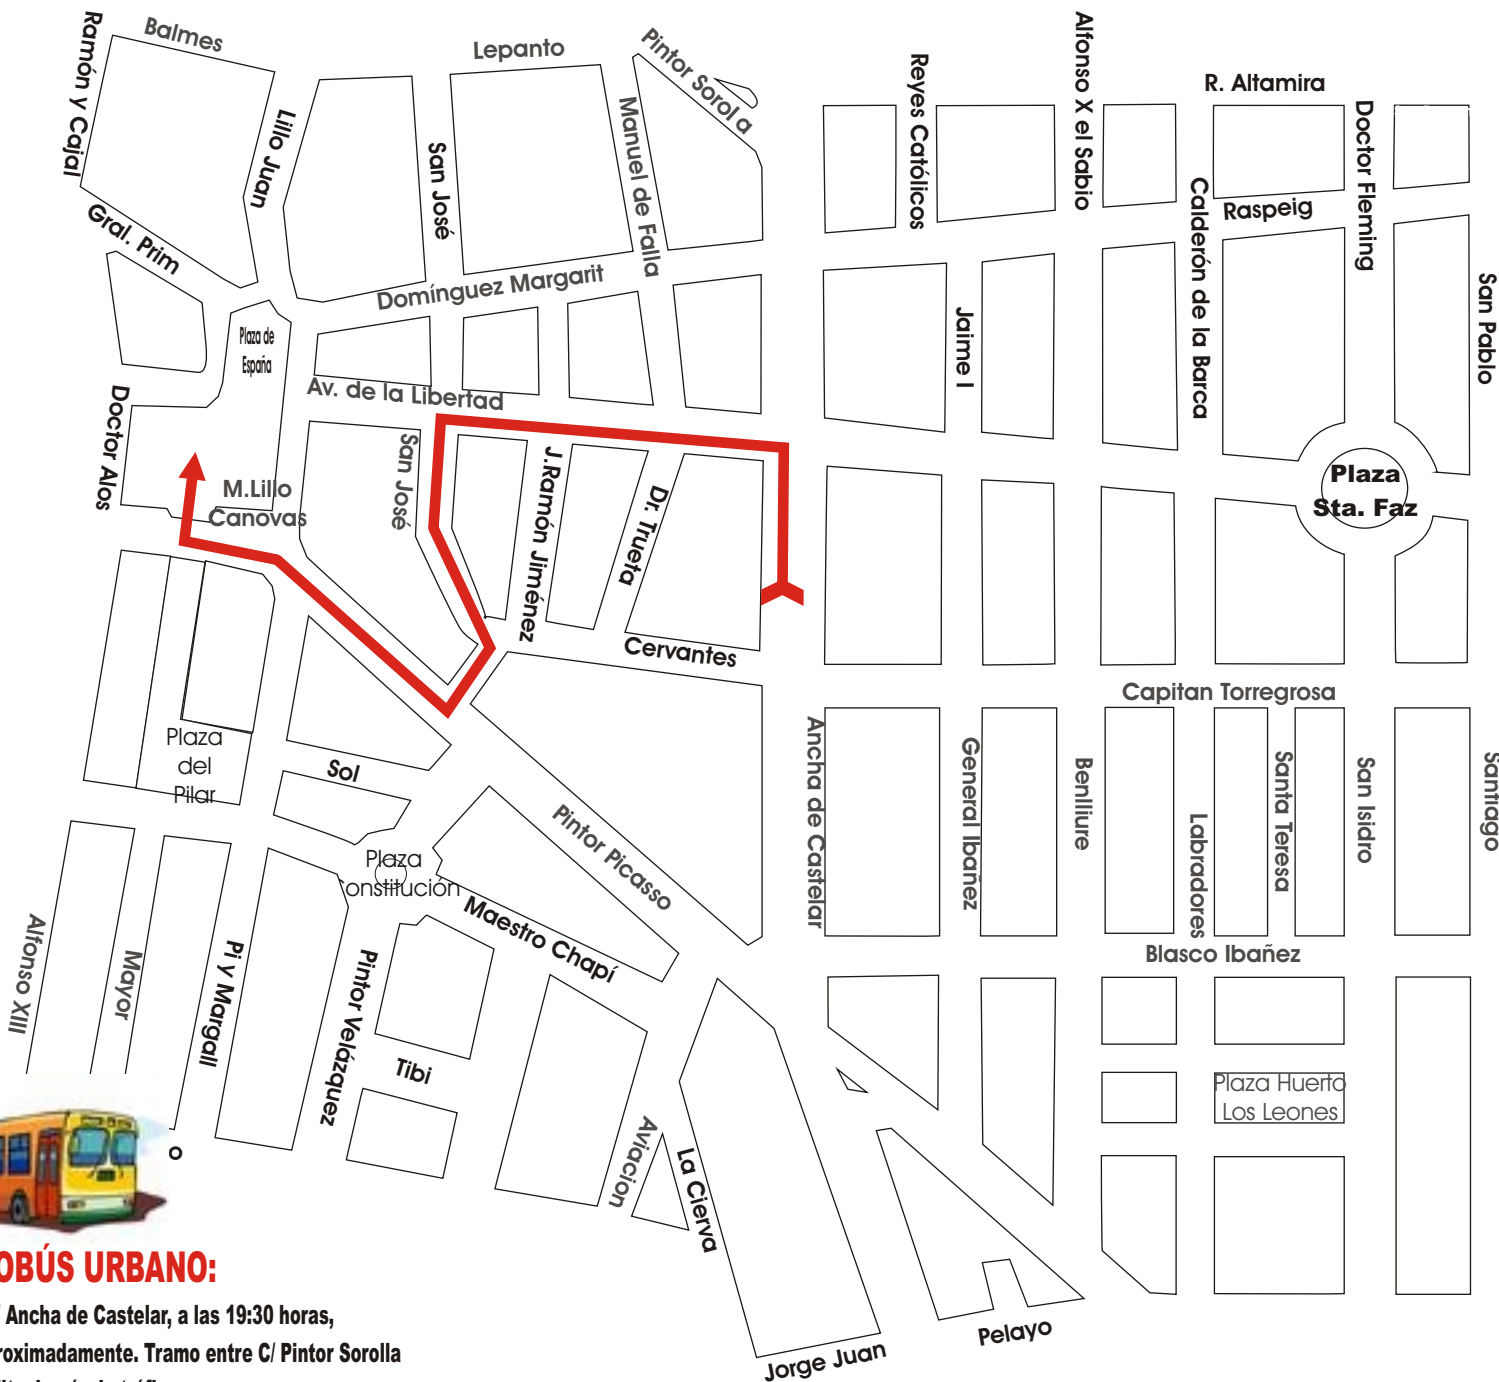 Balmes
Ramón y Cajal
Lepanto
Pintor Sorol a
Alfonso X el Sabio
Reyes Católicos
R. Altamira
Lillo Juan
San José
Manuel de Falla
Doctor Fleming
Calderón de la Barca
Raspeig
Gral. Prim
Domínguez Margarit
Jaime I
San Pablo
Plaza de
España
Av. de la Libertad
Doctor Alos
San José
J.Ramón Jiménez
Dr. Trueta
M.Lillo
Canovas
Plaza
Sta. Faz
Cervantes
Capitan Torregrosa
Ancha de Castelar
General Ibañez
Benlliure
Labradores
Santa Teresa
San Isidro
Santiago
Plaza
del
Pilar
Sol
Pintor Picasso
Plaza
onstitución
Maestro Chapí
Alfonso XIII
Mayor
Pi y Margall
Pintor Velázquez
Blasco Ibañez
Tibi
Plaza Huerto
Los Leones
Aviacion
La Cierva
o
OBÚS URBANO:
Ancha de Castelar, a las 19:30 horas,
roximadamente. Tramo entre C/ Pintor Sorolla
Pelayo
Jorge Juan